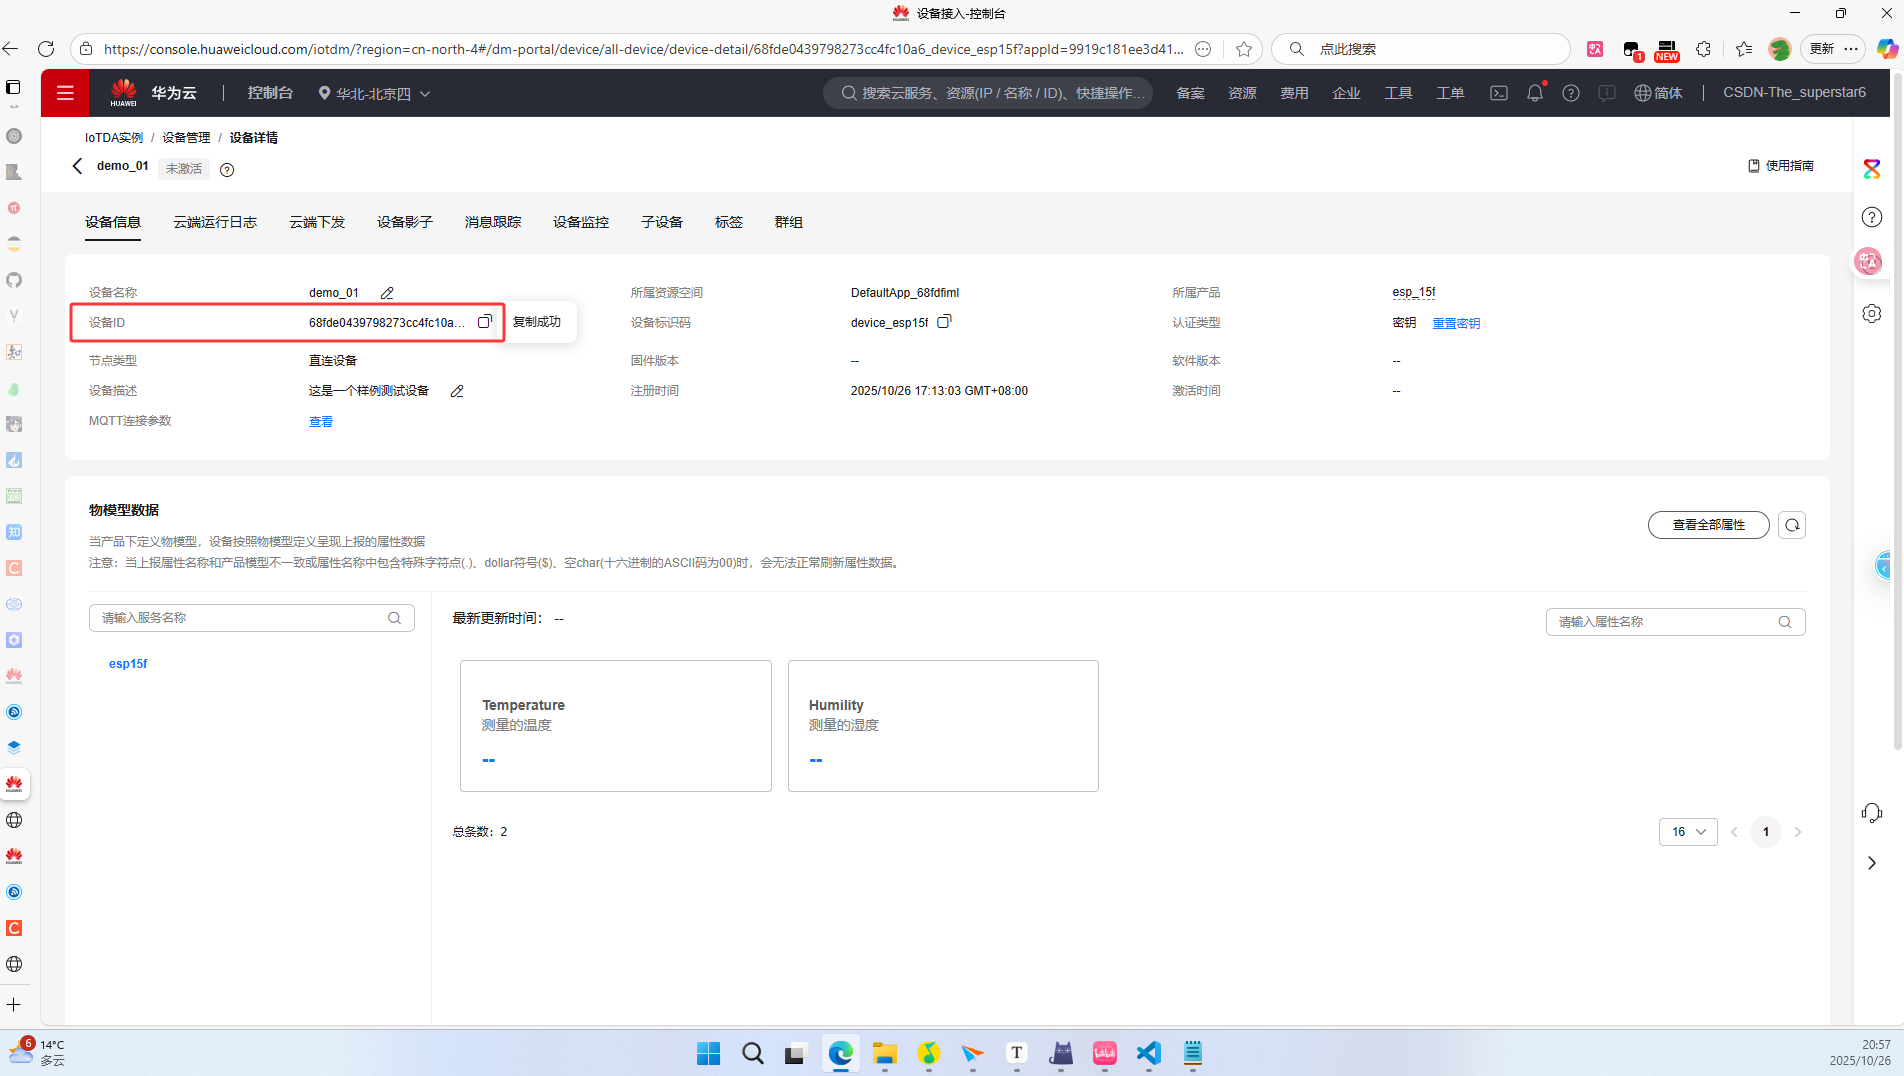 设备接入-控制台
https://console.huaweicloud.com/iotdm/?region=cn-north-4#/dm-portal/device/all-device/device-detail/68fde0439798273cc4fc10a6_device_esp15f?appId=9919c181ee3d41...
点此搜索
1
NEW
更新
HUAWEI
华为云
控制台
华北-北京四
搜索云服务、资源(IP / 名称 / ID)、快捷操作...
备案
资源
费用
企业
工具
工单
简体
CSDN-The_superstar6
IoTDA实例 / 设备管理 / 设备详情
demo_01
未激活
使用指南
设备信息
云端运行日志
云端下发
设备影子
消息跟踪
设备监控
子设备
标签
群组
设备名称 demo_01
所属资源空间 DefaultApp_68fdfiml
所属产品 esp_15f
设备ID 68fde0439798273cc4fc10a...
复制成功
设备标识码 device_esp15f
认证类型 密钥 重置密钥
节点类型 直连设备
固件版本 --
软件版本 --
设备描述 这是一个样例测试设备
注册时间 2025/10/26 17:13:03 GMT+08:00
激活时间 --
MQTT连接参数 查看
物模型数据
查看全部属性
当产品下定义物模型，设备按照物模型定义呈现上报的属性数据
注意：当上报属性名称和产品模型不一致或属性名称中包含特殊字符点(.)、dollar符号($)、空char(十六进制的ASCII码为00)时，会无法正常刷新属性数据。
请输入服务名称
最新更新时间： --
请输入属性名称
esp15f
Temperature
测量的温度
--
Humility
测量的湿度
--
总条数：2
16
1
6
14°C
多云
T
bilibili
20:57
2025/10/26